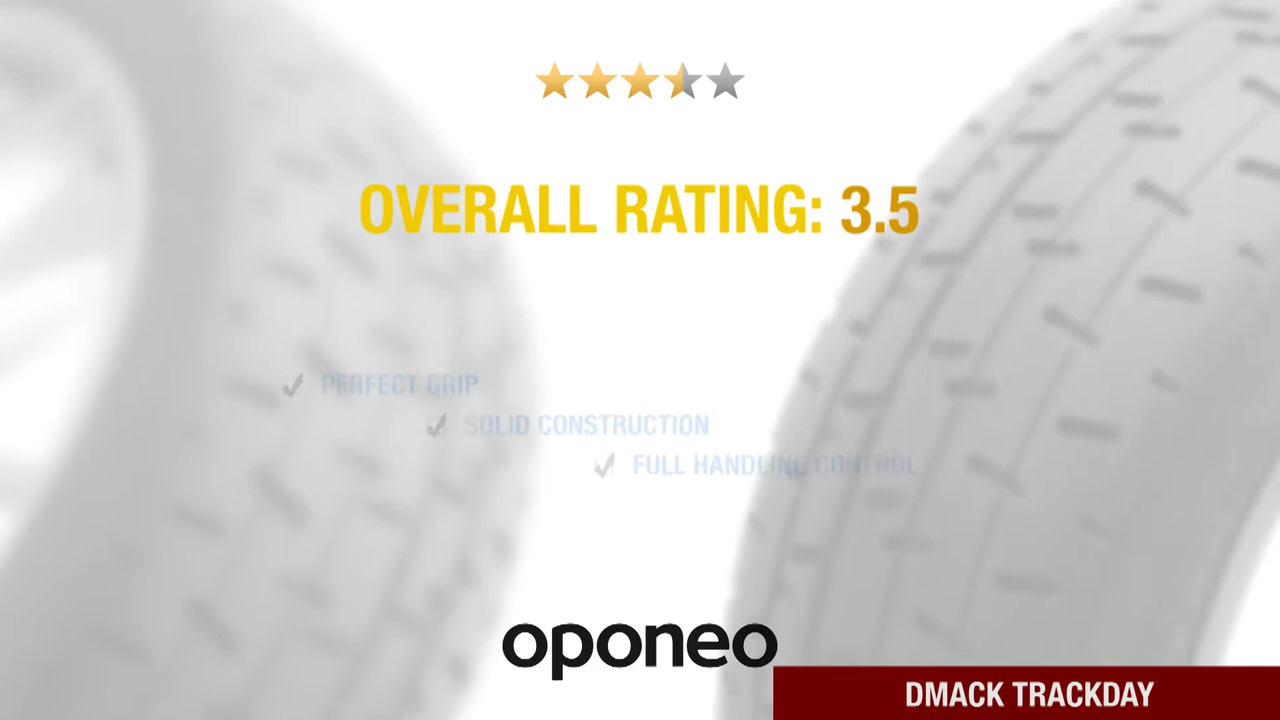 OVERALL RATING: 3.5
PERFECT GRIP
SOLID CONSTRUCTION
FULL HANDLING CONTROL
oponeo
DMACK TRACKDAY